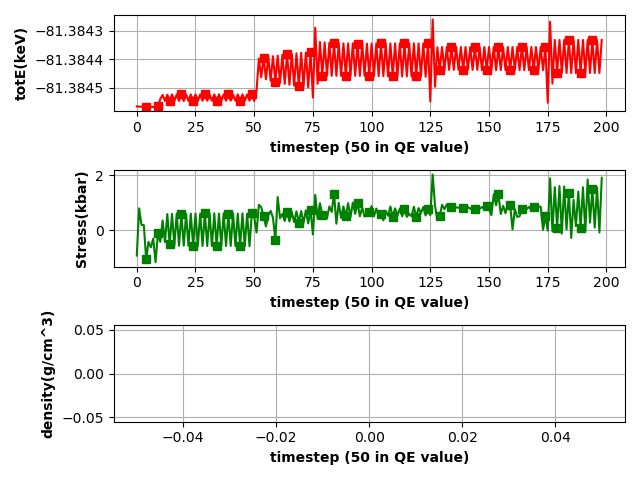 totE(keV)
−81.3843
−81.3844
−81.3845
0 25 50 75 100 125 150 175 200
timestep (50 in QE value)
Stress(kbar)
2
0
0 25 50 75 100 125 150 175 200
timestep (50 in QE value)
density(g/cm^3)
0.05
0.00
−0.05
−0.04 −0.02 0.00 0.02 0.04
timestep (50 in QE value)